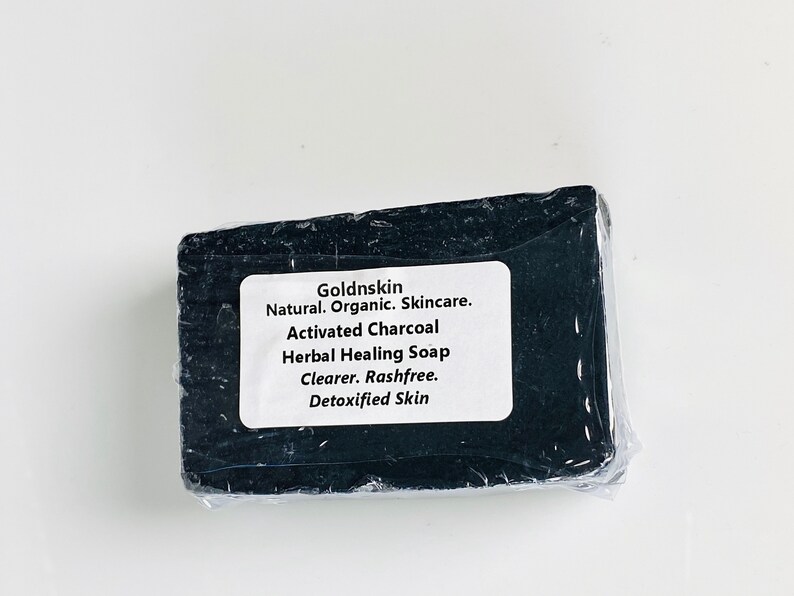 Goldnskin
Natural. Organic. Skincare.
Activated Charcoal
Herbal Healing Soap
Clearer. Rashfree.
Detoxified Skin